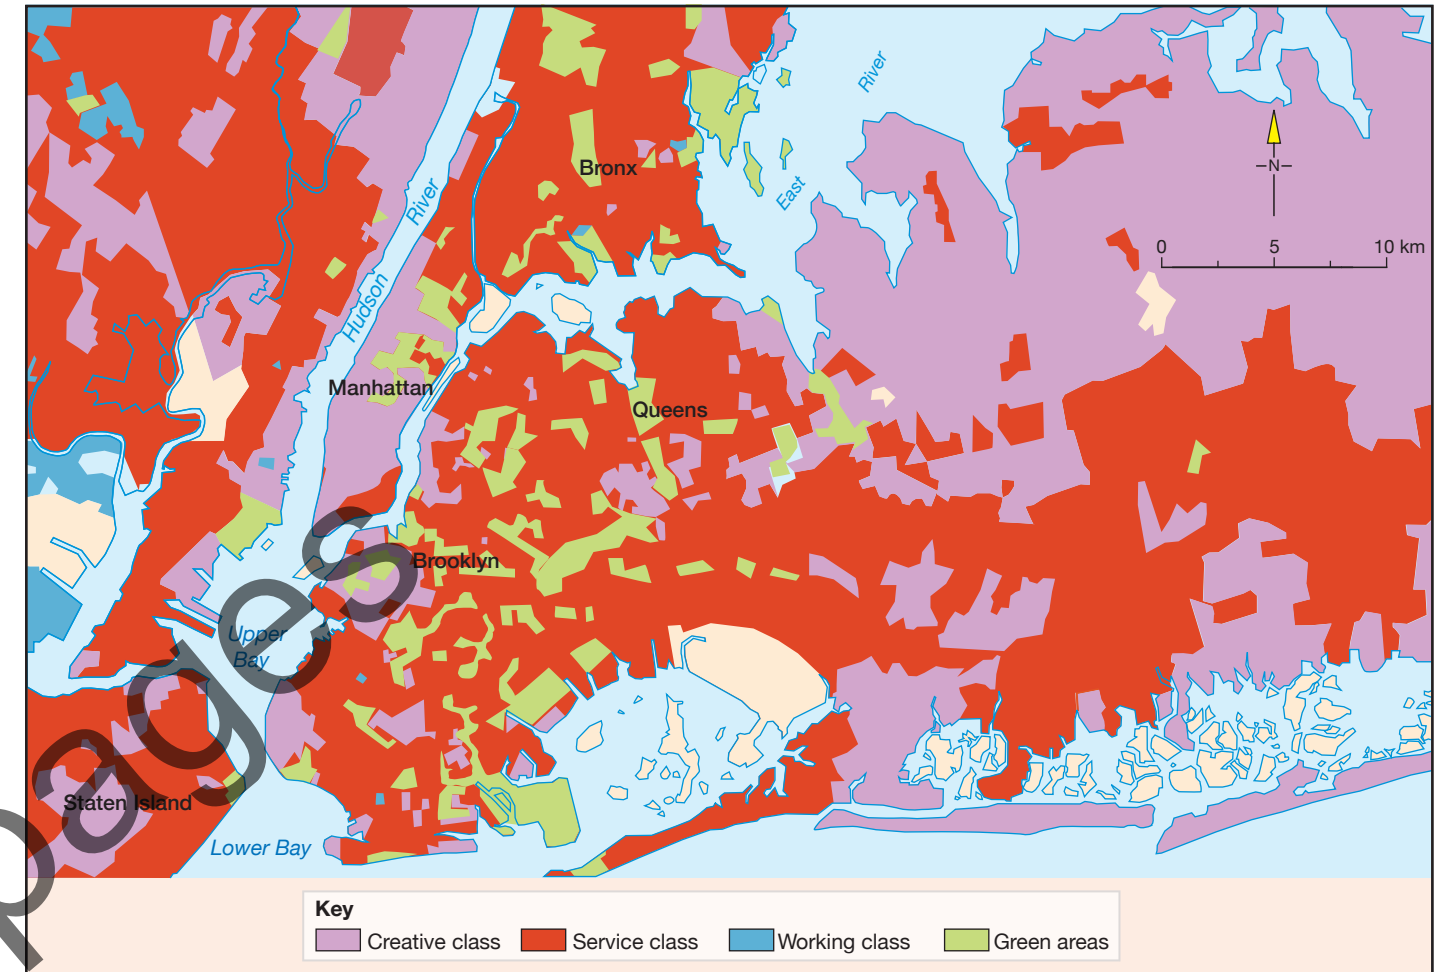 River
Bronx
East
River
N
0 5 10 km
Hudson
Manhattan
Queens
Brooklyn
Upper
Bay
Staten Island
Lower Bay
pages
Key
Creative class
Service class
Working class
Green areas